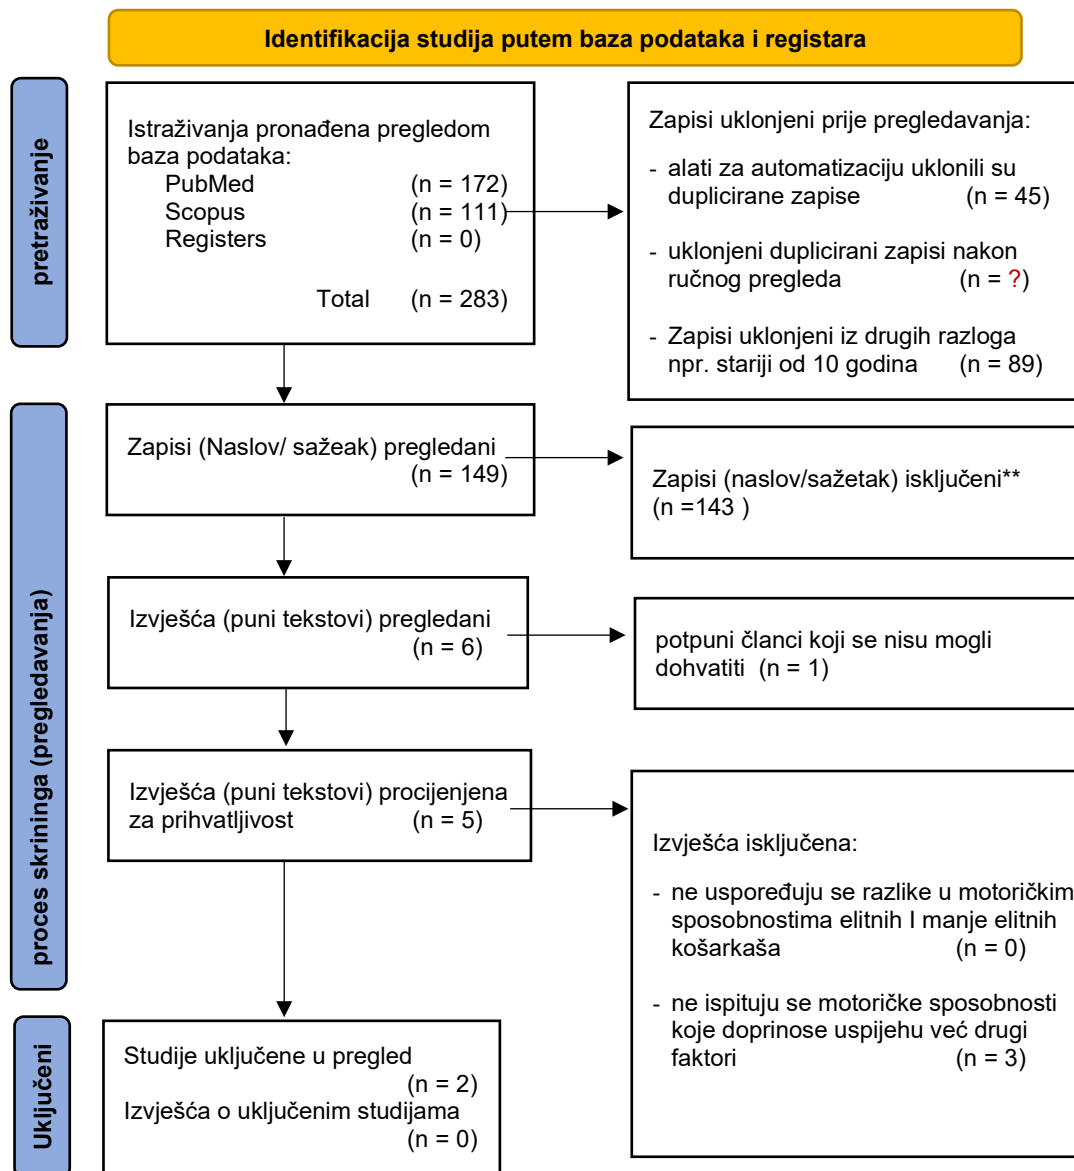 Identifikacija studija putem baza podataka i registara
pretraživanje
Istraživanja pronađena pregledom
baza podataka:
PubMed (n = 172)
Scopus (n = 111)
Registers (n = 0)
Total (n = 283)
Zapisi uklonjeni prije pregledavanja:
- alati za automatizaciju uklonili su
duplicirane zapise (n = 45)
- uklonjeni duplicirani zapisi nakon
ručnog pregleda (n = ?)
- Zapisi uklonjeni iz drugih razloga
npr. stariji od 10 godina (n = 89)
proces skrininga (pregledavanja)
Zapisi (Naslov/ sažeak) pregledani
(n = 149)
Zapisi (naslov/sažetak) isključeni**
(n =143 )
Izvješća (puni tekstovi) pregledani
(n = 6)
potpuni članci koji se nisu mogli
dohvatiti (n = 1)
Izvješća (puni tekstovi) procijenjena
za prihvatljivost (n = 5)
Izvješća isključena:
- ne uspoređuju se razlike u motoričkim
sposobnostima elitnih I manje elitnih
košarkaša (n = 0)
- ne ispituju se motoričke sposobnosti
koje doprinose uspijehu već drugi
faktori (n = 3)
Uključeni
Studije uključene u pregled
(n = 2)
Izvješća o uključenim studijama
(n = 0)